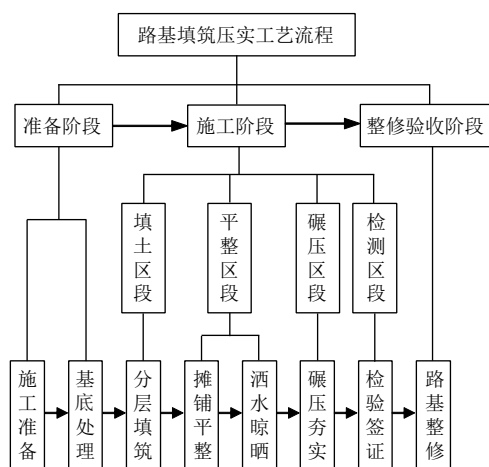 路基填筑压实工艺流程
准备阶段
施工阶段
整修验收阶段
填土区段
平整区段
碾压区段
检测区段
施工准备
基底处理
分层填筑
摊铺平整
洒水晾晒
碾压夯实
检验签证
路基整修